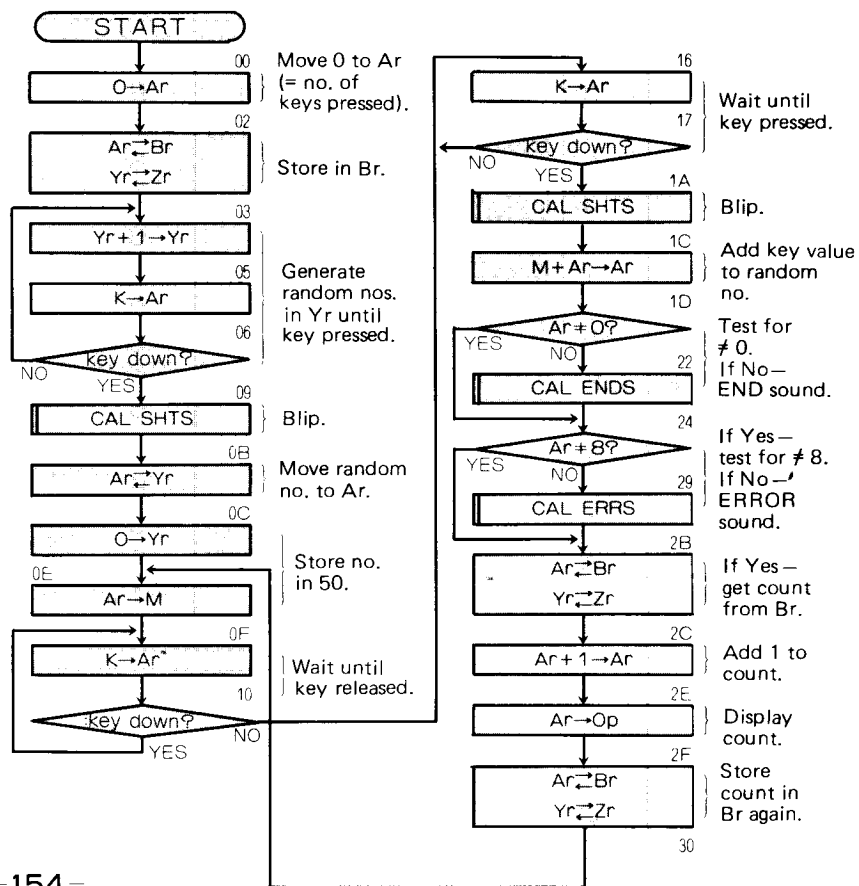 START
00
0→Ar
Move 0 to Ar
(= no. of
keys pressed).
02
Ar⇄Br
Yr⇄Zr
Store in Br.
03
Yr + 1→Yr
05
K→Ar
06
key down?
NO
YES
Generate
random nos.
in Yr until
key pressed.
09
CAL SHTS
Blip.
0B
Ar⇄Yr
Move random
no. to Ar.
0C
0→Yr
0E
Ar→M
Store no.
in 50.
0F
K→Ar
10
key down?
YES
NO
Wait until
key released.
16
K→Ar
17
key down?
NO
YES
Wait until
key pressed.
1A
CAL SHTS
Blip.
1C
M+Ar→Ar
Add key value
to random
no.
1D
Ar≠0?
YES
NO
Test for
≠ 0.
22
CAL ENDS
If No—
END sound.
24
Ar≠8?
YES
NO
If Yes—
test for ≠ 8.
29
CAL ERRS
If No—
ERROR
sound.
2B
Ar⇄Br
Yr⇄Zr
If Yes—
get count
from Br.
2C
Ar+1→Ar
Add 1 to
count.
2E
Ar→Op
Display
count.
2F
Ar⇄Br
Yr⇄Zr
Store
count in
Br again.
30
-154-